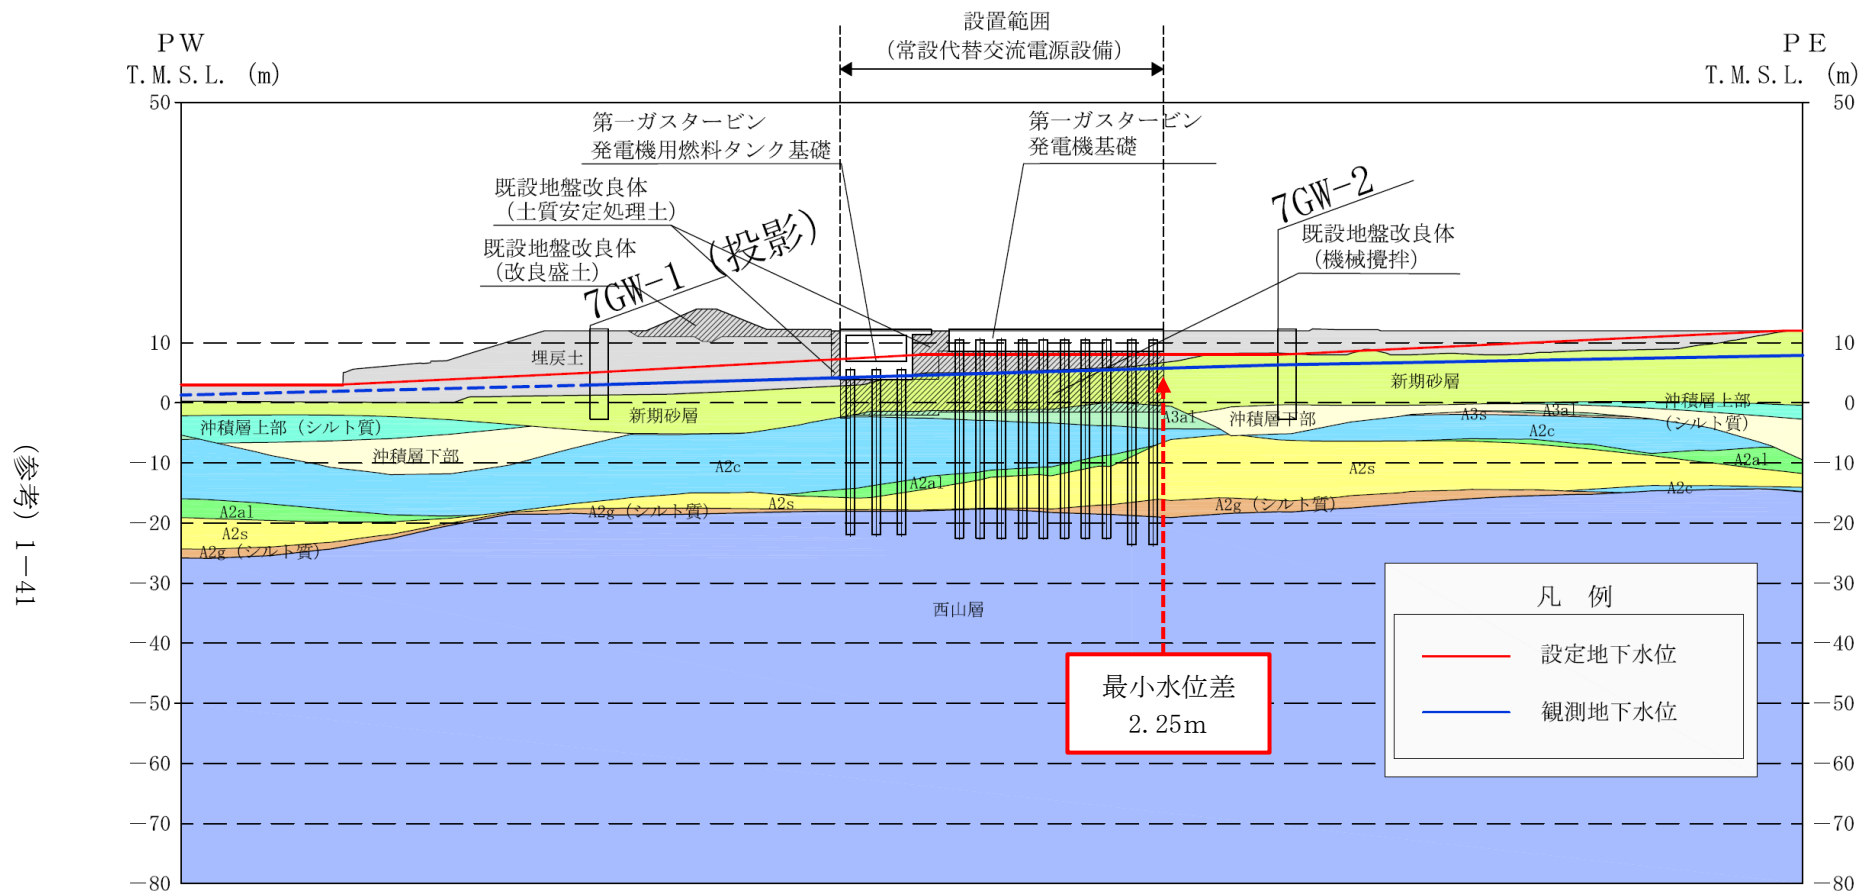 設置範囲
（常設代替交流電源設備）
ＰＷ
T.M.S.L. (m)
ＰＥ
T.M.S.L. (m)
50
10
0
−10
−20
−30
−40
−50
−60
−70
−80
50
10
0
−10
−20
−30
−40
−50
−60
−70
−80
第一ガスタービン
発電機用燃料タンク基礎
第一ガスタービン
発電機基礎
既設地盤改良体
（土質安定処理土）
既設地盤改良体
（改良盛土）
7GW-1（投影）
7GW-2
既設地盤改良体
（機械攪拌）
埋戻土
新期砂層
新期砂層
沖積層上部（シルト質）
沖積層下部
A2c
A2al
A2s
A2g（シルト質）
A2g（シルト質）
A2s
A2al
A3al
沖積層下部
A3s
A3al
沖積層上部
（シルト質）
A2c
A2al
A2s
A2g（シルト質）
A2c
西山層
最小水位差
2.25m
凡　例
設定地下水位
観測地下水位
（参考）1－41